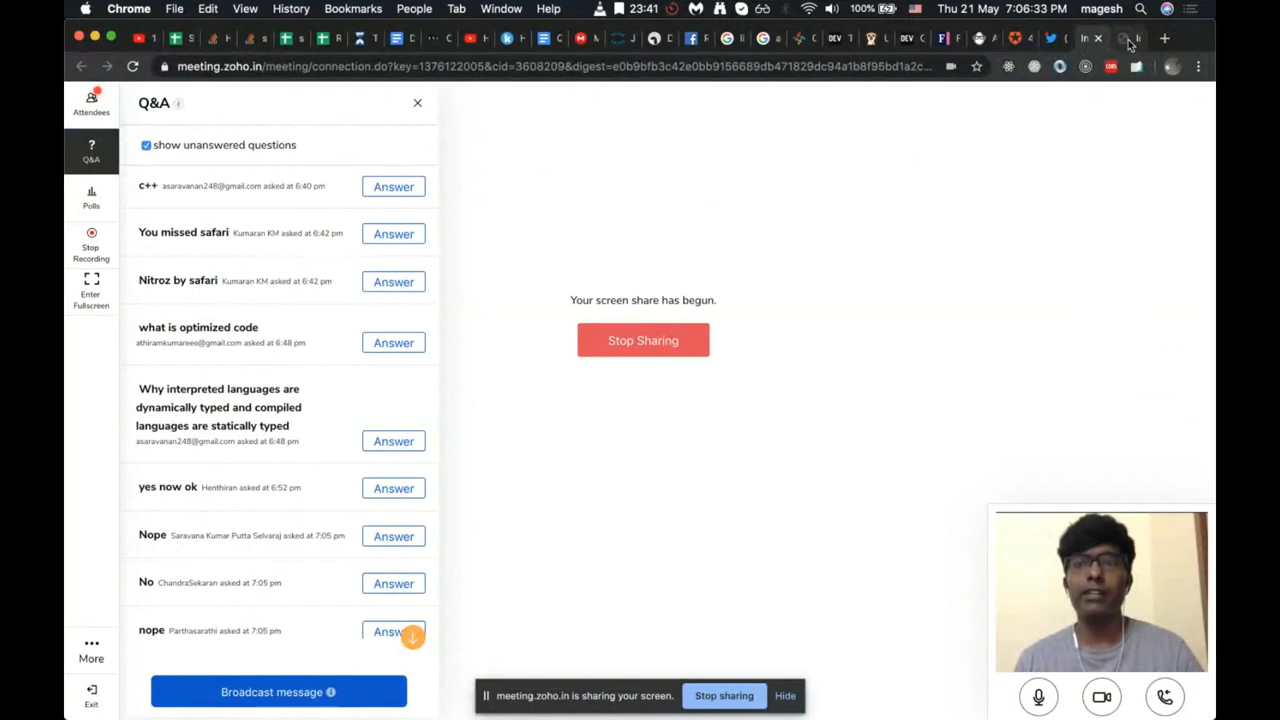 Chrome File Edit View History Bookmarks People Tab Window Help 23:41 100% Thu 21 May 7:06:33 PM magesh
meeting.zoho.in/meeting/connection.do?key=1376122005&cid=3608209&digest=e0b9bfb3c42e0bb9156689db471829dc94a1b8f95bd1a2c...
Attendees
Q&A
Polls
Stop
Recording
Enter
Fullscreen
More
Exit
Q&A
show unanswered questions
c++ asaravanan248@gmail.com asked at 6:40 pm Answer
You missed safari Kumaran KM asked at 6:42 pm Answer
Nitroz by safari Kumaran KM asked at 6:42 pm Answer
what is optimized code
athiramkumareee@gmail.com asked at 6:48 pm Answer
Why interpreted languages are
dynamically typed and compiled
languages are statically typed
asaravanan248@gmail.com asked at 6:48 pm Answer
yes now ok Henthiran asked at 6:52 pm Answer
Nope Saravana Kumar Putta Selvaraj asked at 7:05 pm Answer
No ChandraSekaran asked at 7:05 pm Answer
nope Parthasarathi asked at 7:05 pm
Broadcast message
Your screen share has begun.
Stop Sharing
meeting.zoho.in is sharing your screen. Stop sharing Hide